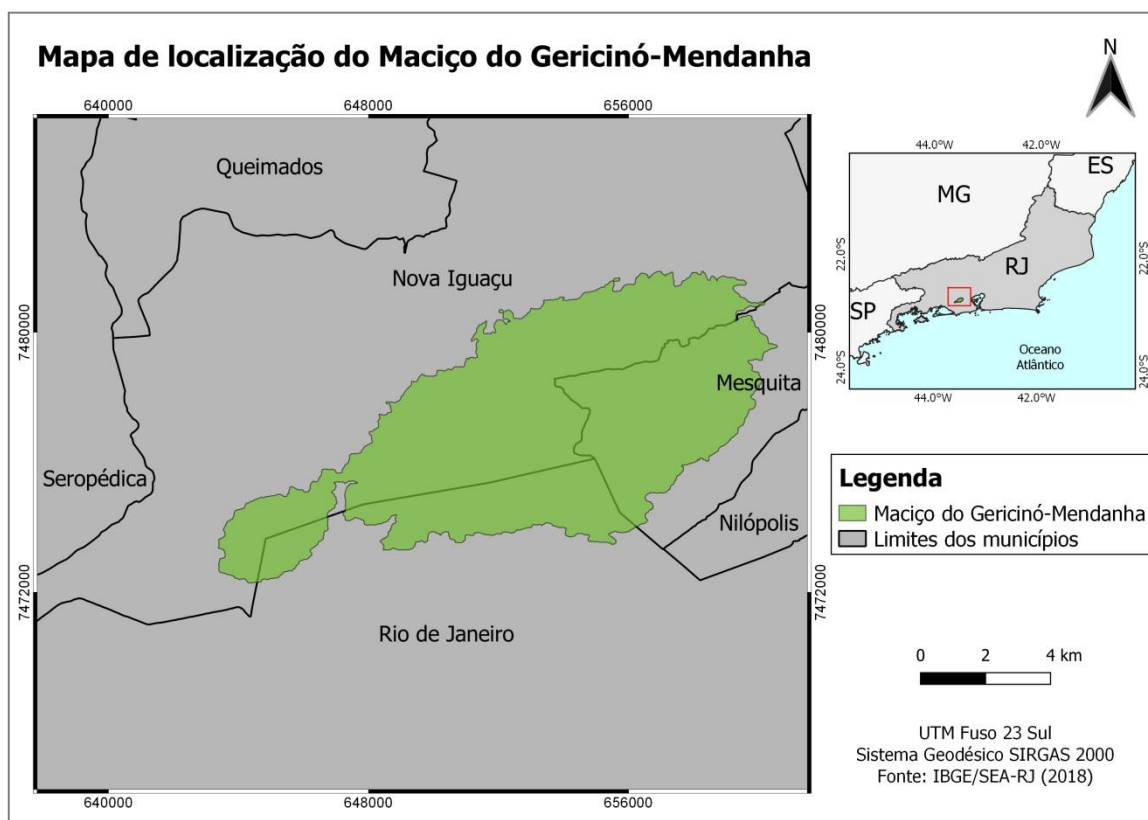 Mapa de localização do Maciço do Gericinó-Mendanha
N
640000
648000
656000
7480000
7472000
Queimados
Nova Iguaçu
Mesquita
Seropédica
Nilópolis
Rio de Janeiro
7480000
7472000
640000
648000
656000
44.0°W
42.0°W
22.0°S
24.0°S
MG
ES
RJ
SP
Oceano
Atlântico
22.0°S
24.0°S
44.0°W
42.0°W
Legenda
Maciço do Gericinó-Mendanha
Limites dos municípios
0 2 4 km
UTM Fuso 23 Sul
Sistema Geodésico SIRGAS 2000
Fonte: IBGE/SEA-RJ (2018)